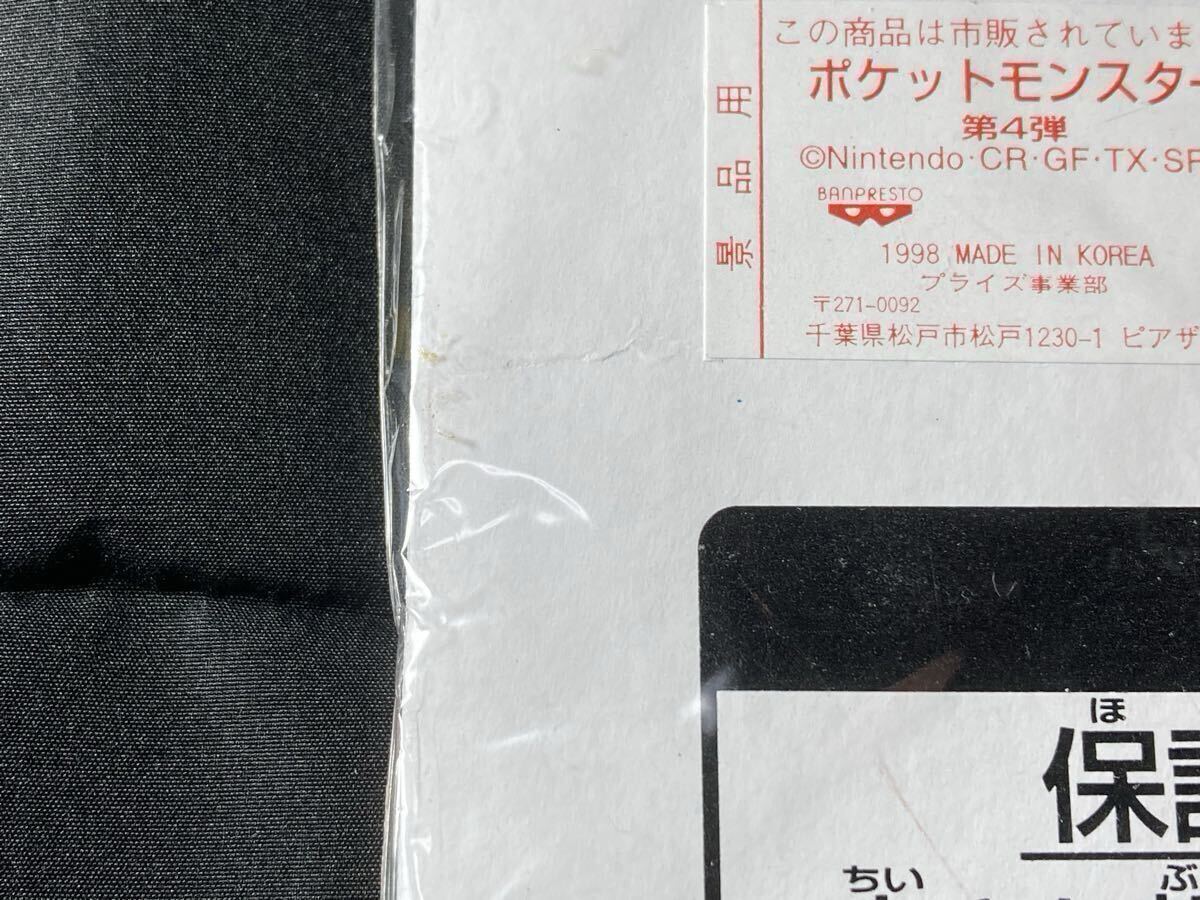 景品用
この商品は市販されていま
ポケットモンスター
第4弾
©Nintendo·CR·GF·TX·SP
BANPRESTO
1998 MADE IN KOREA
プライズ事業部
〒271-0092
千葉県松戸市松戸1230-1 ピアザ
ほ
保
ちい ぶ